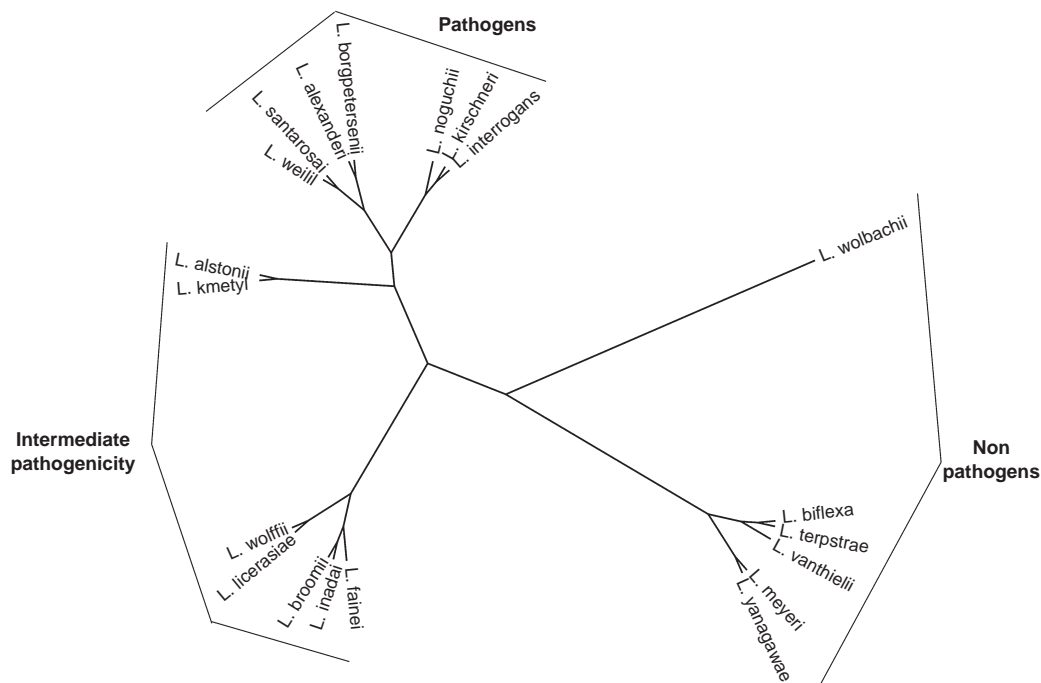 Pathogens
L. borgpetersenii
L. alexanderi
L. santarosai
L. weilii
L. noguchii
L. kirschneri
L. interrogans
L. wolbachii
L. alstonii
L. kmetyi
Intermediate
pathogenicity
Non
pathogens
L. wolffii
L. licerasiae
L. broomii
L. inadai
L. fainei
L. biflexa
L. terpstrae
L. vanthielii
L. meyeri
L. yanagawae